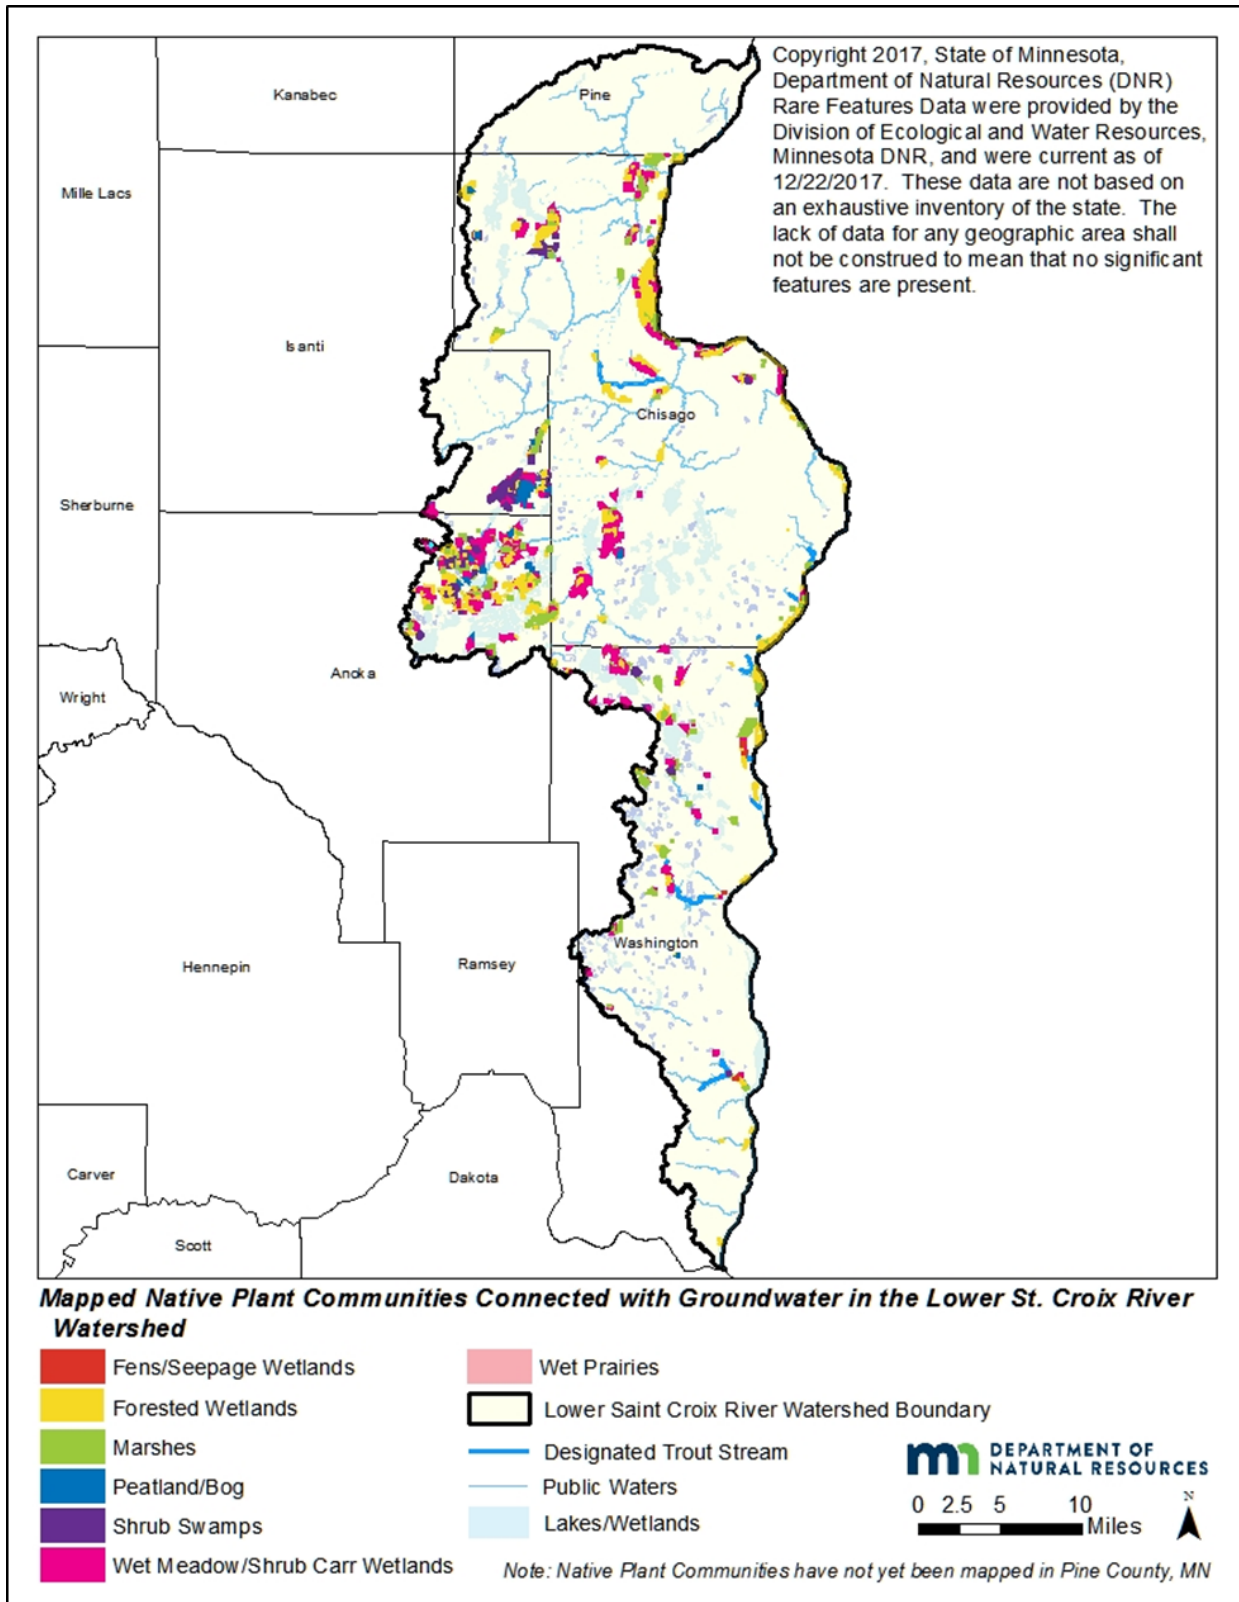 Copyright 2017, State of Minnesota,
Department of Natural Resources (DNR)
Rare Features Data were provided by the
Division of Ecological and Water Resources,
Minnesota DNR, and were current as of
12/22/2017. These data are not based on
an exhaustive inventory of the state. The
lack of data for any geographic area shall
not be construed to mean that no significant
features are present.
Kanabec
Pine
Mille Lacs
Isanti
Chisago
Sherburne
Anoka
Wright
Washington
Hennepin
Ramsey
Carver
Dakota
Scott
Mapped Native Plant Communities Connected with Groundwater in the Lower St. Croix River
Watershed
Fens/Seepage Wetlands
Forested Wetlands
Marshes
Peatland/Bog
Shrub Swamps
Wet Meadow/Shrub Carr Wetlands
Wet Prairies
Lower Saint Croix River Watershed Boundary
Designated Trout Stream
Public Waters
Lakes/Wetlands
mn DEPARTMENT OF
NATURAL RESOURCES
0 2.5 5 10
Miles
N
Note: Native Plant Communities have not yet been mapped in Pine County, MN